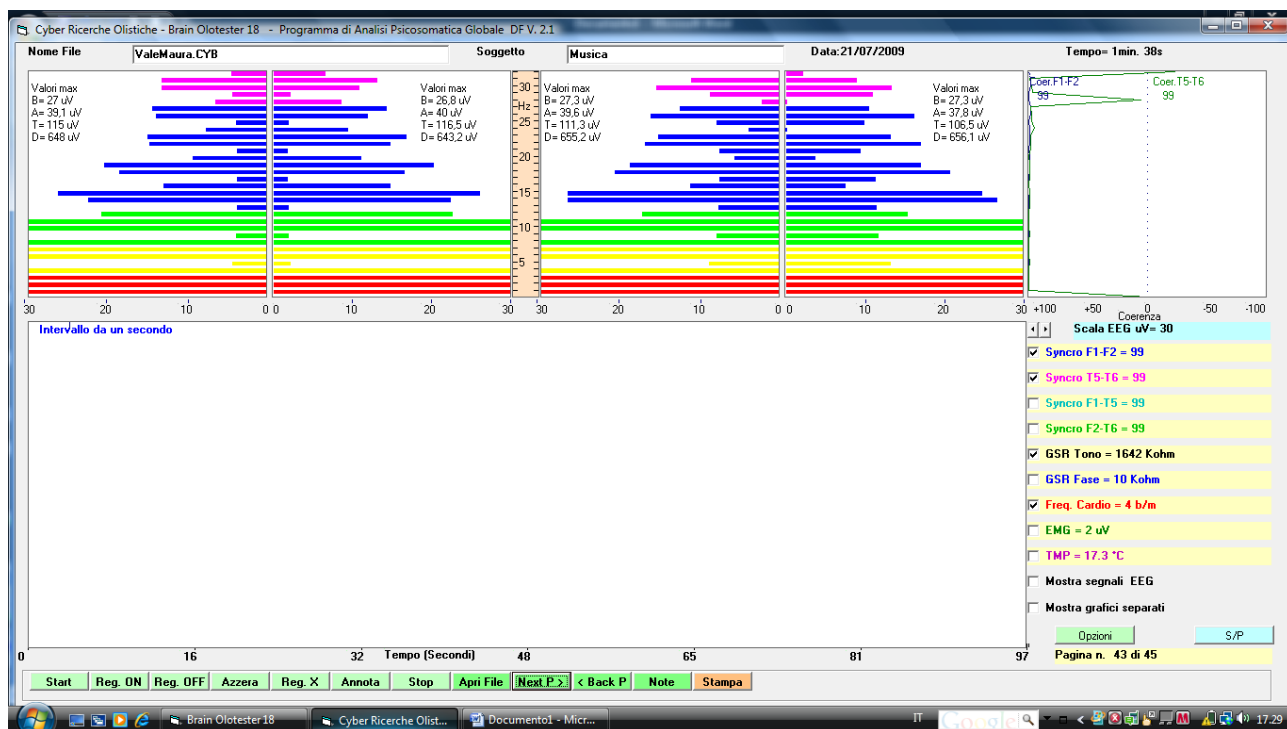 Cyber Ricerche Olistiche - Brain Olotester 18 - Programma di Analisi Psicosomatica Globale DF V. 2.1
Nome File ValeMaura.CYB Soggetto Musica Data:21/07/2009 Tempo= 1min. 38s
Valori max
B= 27 uV
A= 39,1 uV
T= 115 uV
D= 648 uV
Valori max
B= 26,8 uV
A= 40 uV
T= 116,5 uV
D= 643,2 uV
30
Hz
25
20
15
10
5
Valori max
B= 27,3 uV
A= 39,6 uV
T= 111,3 uV
D= 655,2 uV
Valori max
B= 27,3 uV
A= 37,8 uV
T= 106,5 uV
D= 656,1 uV
Coer.F1-F2 Coer.T5-T6
99 99
30 20 10 0 0 10 20 30 30 20 10 0 0 10 20 30 +100 +50 0 -50 -100
Coerenza
Intervallo da un secondo
Scala EEG uV= 30
Syncro F1-F2 = 99
Syncro T5-T6 = 99
Syncro F1-T5 = 99
Syncro F2-T6 = 99
GSR Tono = 1642 Kohm
GSR Fase = 10 Kohm
Freq. Cardio = 4 b/m
EMG = 2 uV
TMP = 17.3 °C
Mostra segnali EEG
Mostra grafici separati
Opzioni S/P
0 16 32 Tempo (Secondi) 48 65 81 97
Pagina n. 43 di 45
Start Reg. ON Reg. OFF Azzera Reg. X Annota Stop Apri File Next P > < Back P Note Stampa
Brain Olotester 18 Cyber Ricerche Olist... Documento1 - Micr... IT Google 17.29